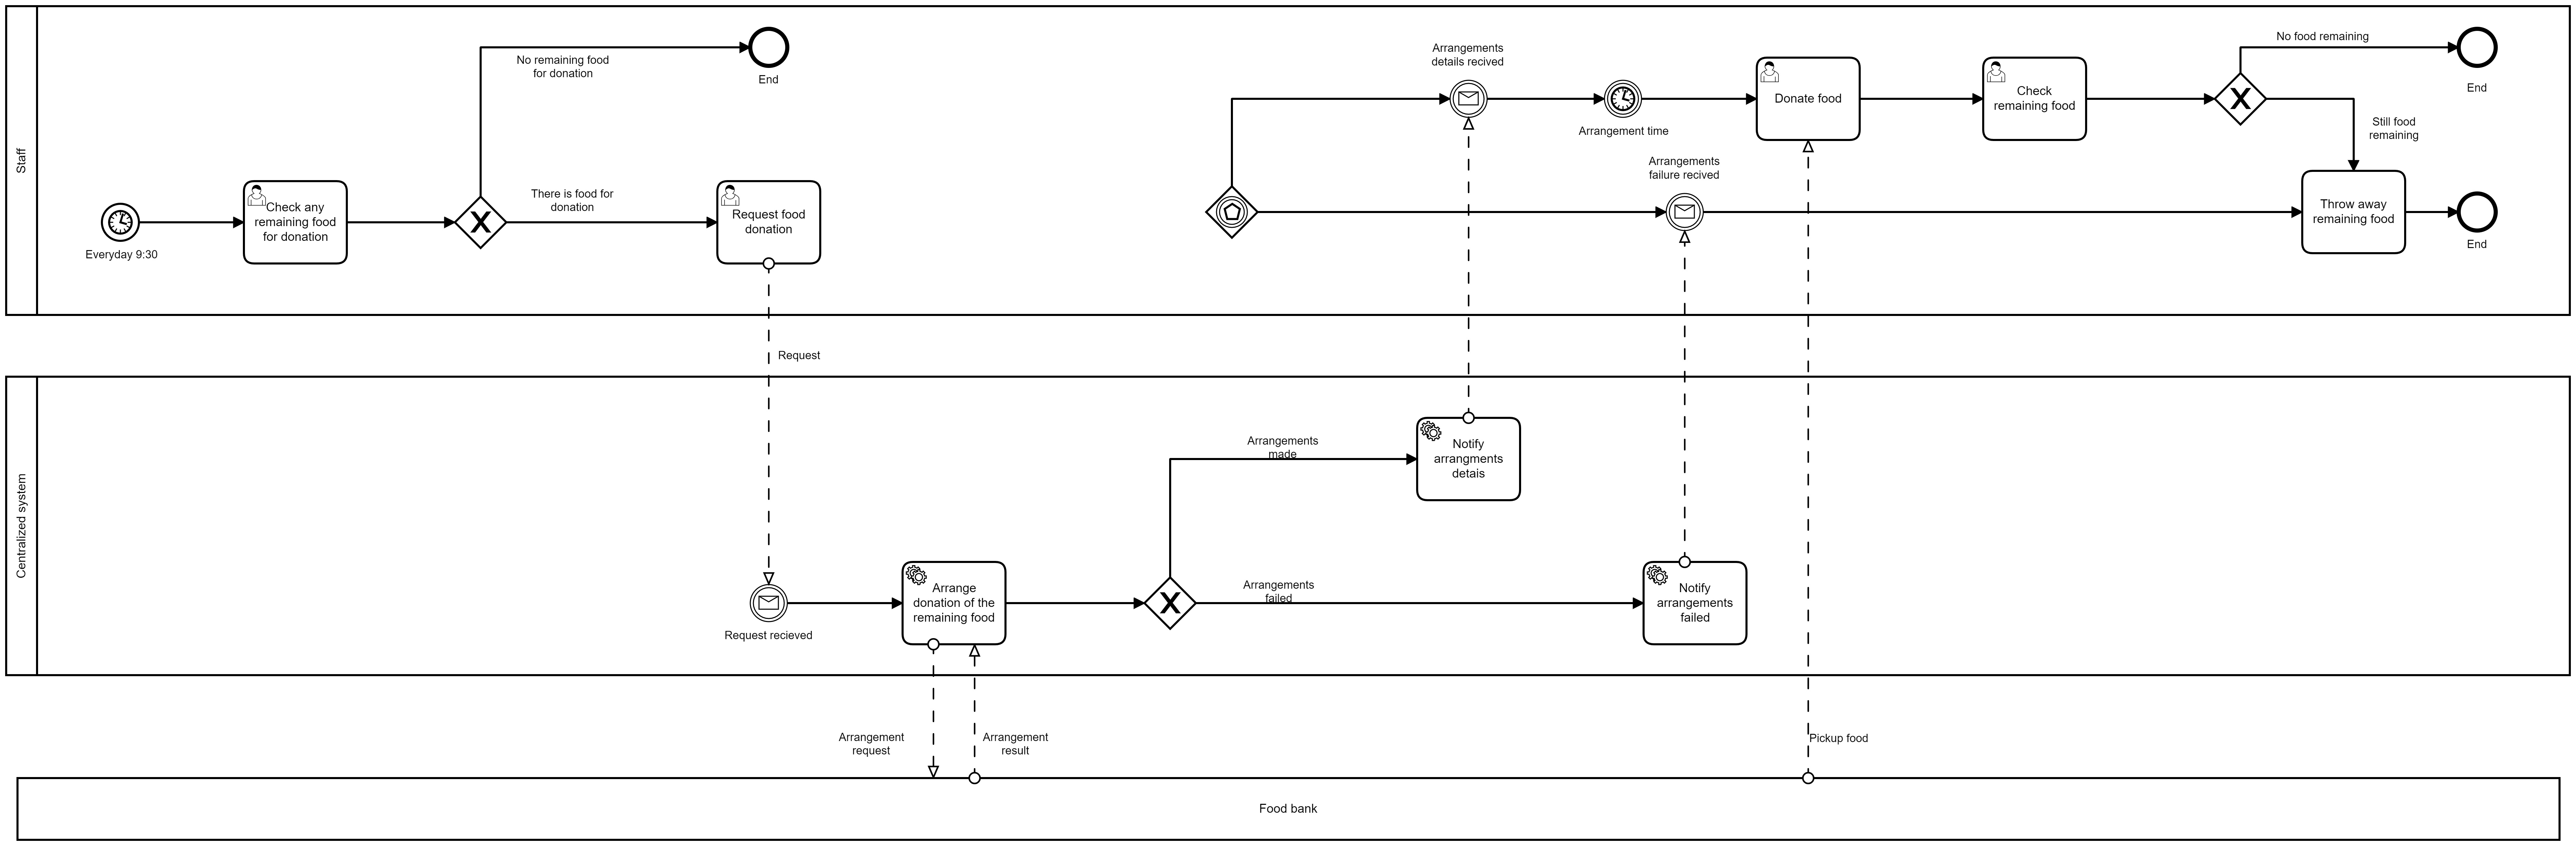 Staff
Everyday 9:30
Check any
remaining food
for donation
No remaining food
for donation
End
There is food for
donation
Request food
donation
Arrangements
details recived
Arrangement time
Donate food
Check
remaining food
No food remaining
End
Still food
remaining
Arrangements
failure recived
Throw away
remaining food
End
Request
Centralized system
Request recieved
Arrange
donation of the
remaining food
Arrangements
made
Notify
arrangments
detais
Arrangements
failed
Notify
arrangements
failed
Arrangement
request
Arrangement
result
Pickup food
Food bank